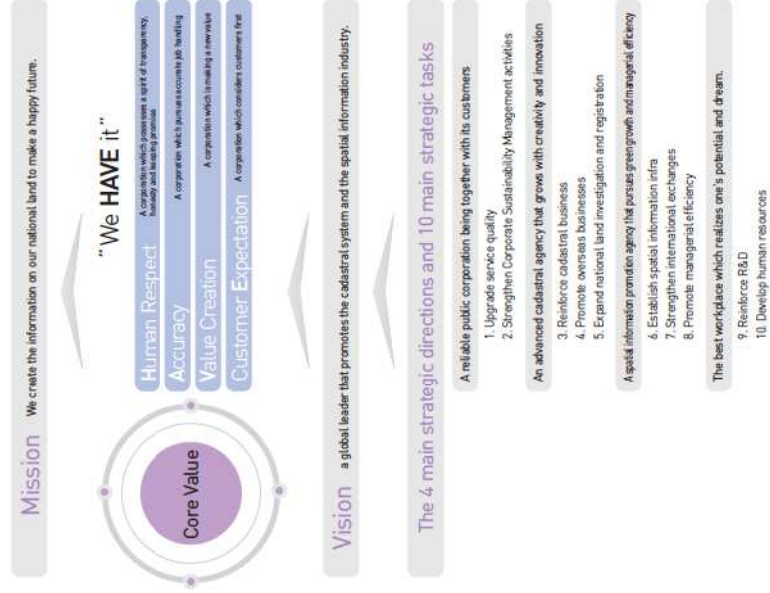 Mission We create the information on our national land to make a happy future.
"We HAVE it"
Core Value
Human Respect A corporation which possesses a spirit of transparency,
honesty and keeping promises
Accuracy A corporation which pursues accurate job handling
Value Creation A corporation which is making a new value
Customer Expectation A corporation which considers customers first
Vision a global leader that promotes the cadastral system and the spatial information industry.
The 4 main strategic directions and 10 main strategic tasks
A reliable public corporation being together with its customers
1. Upgrade service quality
2. Strengthen Corporate Sustainability Management activities
An advanced cadastral agency that grows with creativity and innovation
3. Reinforce cadastral business
4. Promote overseas businesses
5. Expand national land investigation and registration
A spatial information promotion agency that pursues green growth and managerial efficiency
6. Establish spatial information infra
7. Strengthen international exchanges
8. Promote managerial efficiency
The best workplace which realizes one's potential and dream.
9. Reinforce R&D
10. Develop human resources